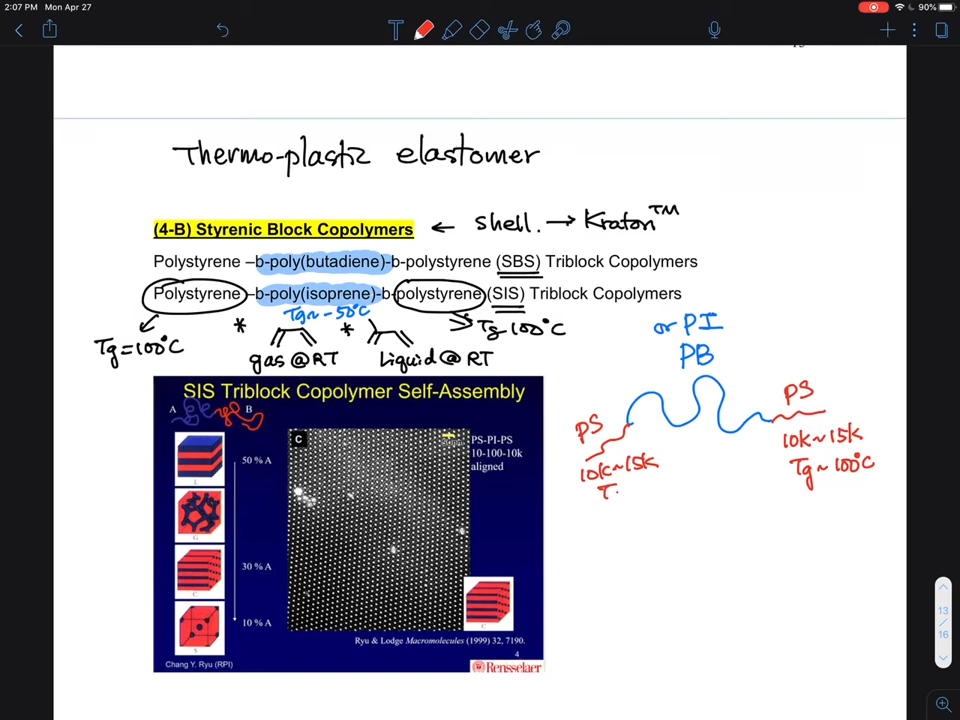 2:07 PM Mon Apr 27
90%
Thermo-plastic elastomer
(4-B) Styrenic Block Copolymers ← Shell. → Kraton™
Polystyrene –b-poly(butadiene)-b-polystyrene (SBS) Triblock Copolymers
Polystyrene –b-poly(isoprene)-b-polystyrene (SIS) Triblock Copolymers
Tg~ -50°C
Tg=100°C
* * Tg 100°C
gas @RT Liquid @ RT
or PI
PB
PS
10k~15k
T
PS
10k~15k
Tg~100°C
SIS Triblock Copolymer Self-Assembly
A B
C
PS-PI-PS
10-100-10k
aligned
50 % A
30 % A
10 % A
L
G
C
S
C
Ryu & Lodge Macromolecules (1999) 32, 7190.
4
Chang Y. Ryu (RPI)
Rensselaer
13
/
16